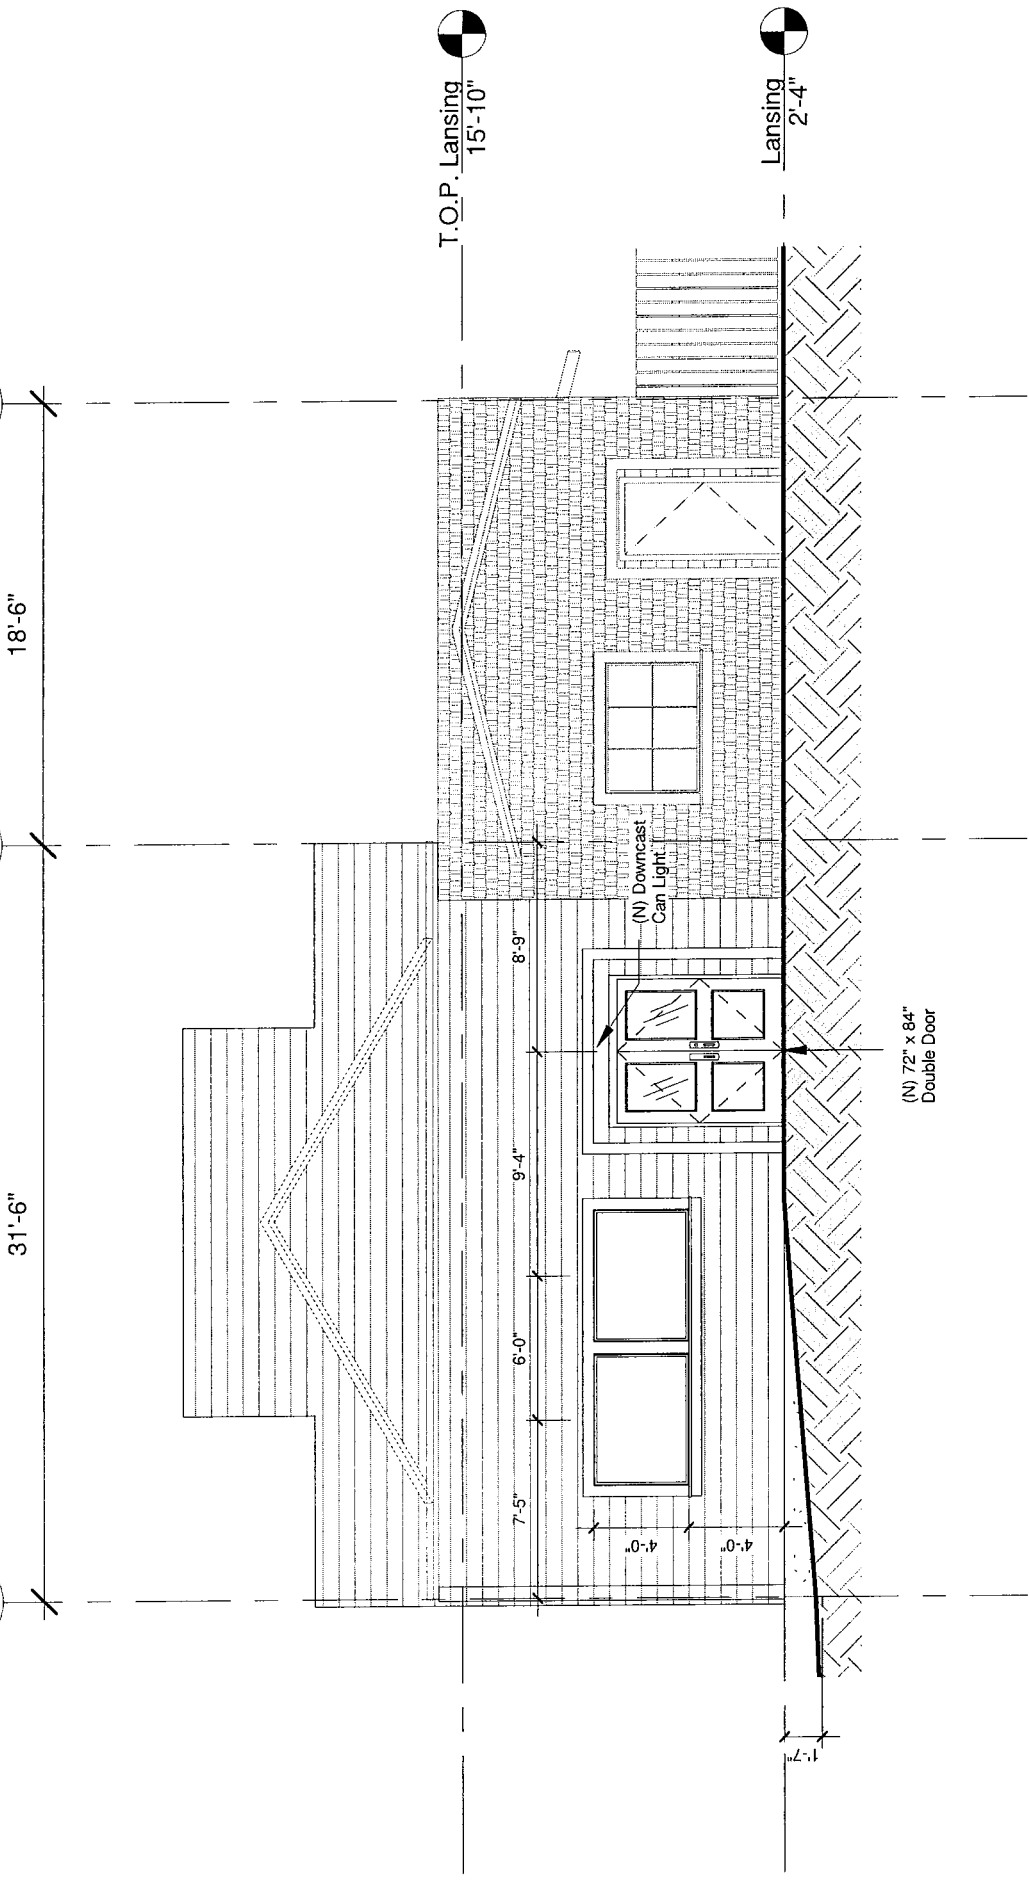 31'-6"
18'-6"
T.O.P. Lansing
15'-10"
7'-5"
6'-0"
9'-4"
8'-9"
(N) Downcast
Can Light
4'-0"
4'-0"
Lansing
2'-4"
1'-7"
(N) 72" x 84"
Double Door